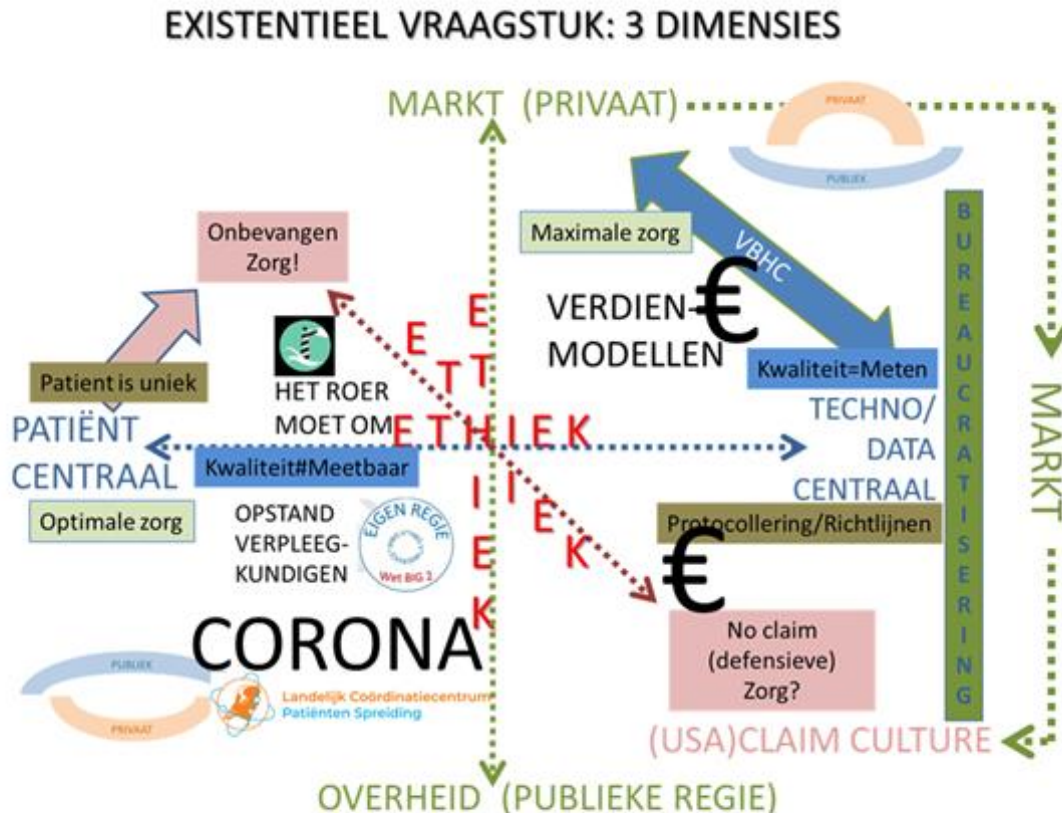 EXISTENTIEEL VRAAGSTUK: 3 DIMENSIES
MARKT (PRIVAAT)
PRIVAAT
PUBLIEK
Onbevangen
Zorg!
Maximale zorg
VBHC
VERDIEN-
MODELLEN
€
Patient is uniek
PATIËNT
CENTRAAL
Optimale zorg
HET ROER
MOET OM
ETHIEK
ETHIEK
ETHIEK
Kwaliteit#Meetbaar
Kwaliteit=Meten
TECHNO/
DATA
CENTRAAL
OPSTAND
VERPLEEG-
KUNDIGEN
EIGEN REGIE
Wet BIG 2
Protocollering/Richtlijnen
€
BUREAUCRATISERING
MARKT
CORONA
PUBLIEK
PRIVAAT
Landelijk Coördinatiecentrum
Patiënten Spreiding
No claim
(defensieve)
Zorg?
(USA)CLAIM CULTURE
OVERHEID (PUBLIEKE REGIE)